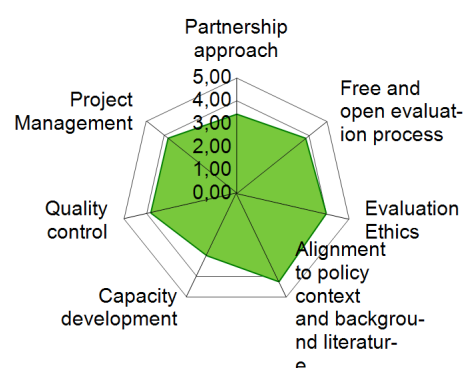 Partnership
approach
5,00
4,00
3,00
2,00
1,00
0,00
Free and
open evaluat-
ion process
Evaluation
Ethics
Alignment
to policy
context
and backgrou-
nd literatur-
e
Capacity
development
Quality
control
Project
Management